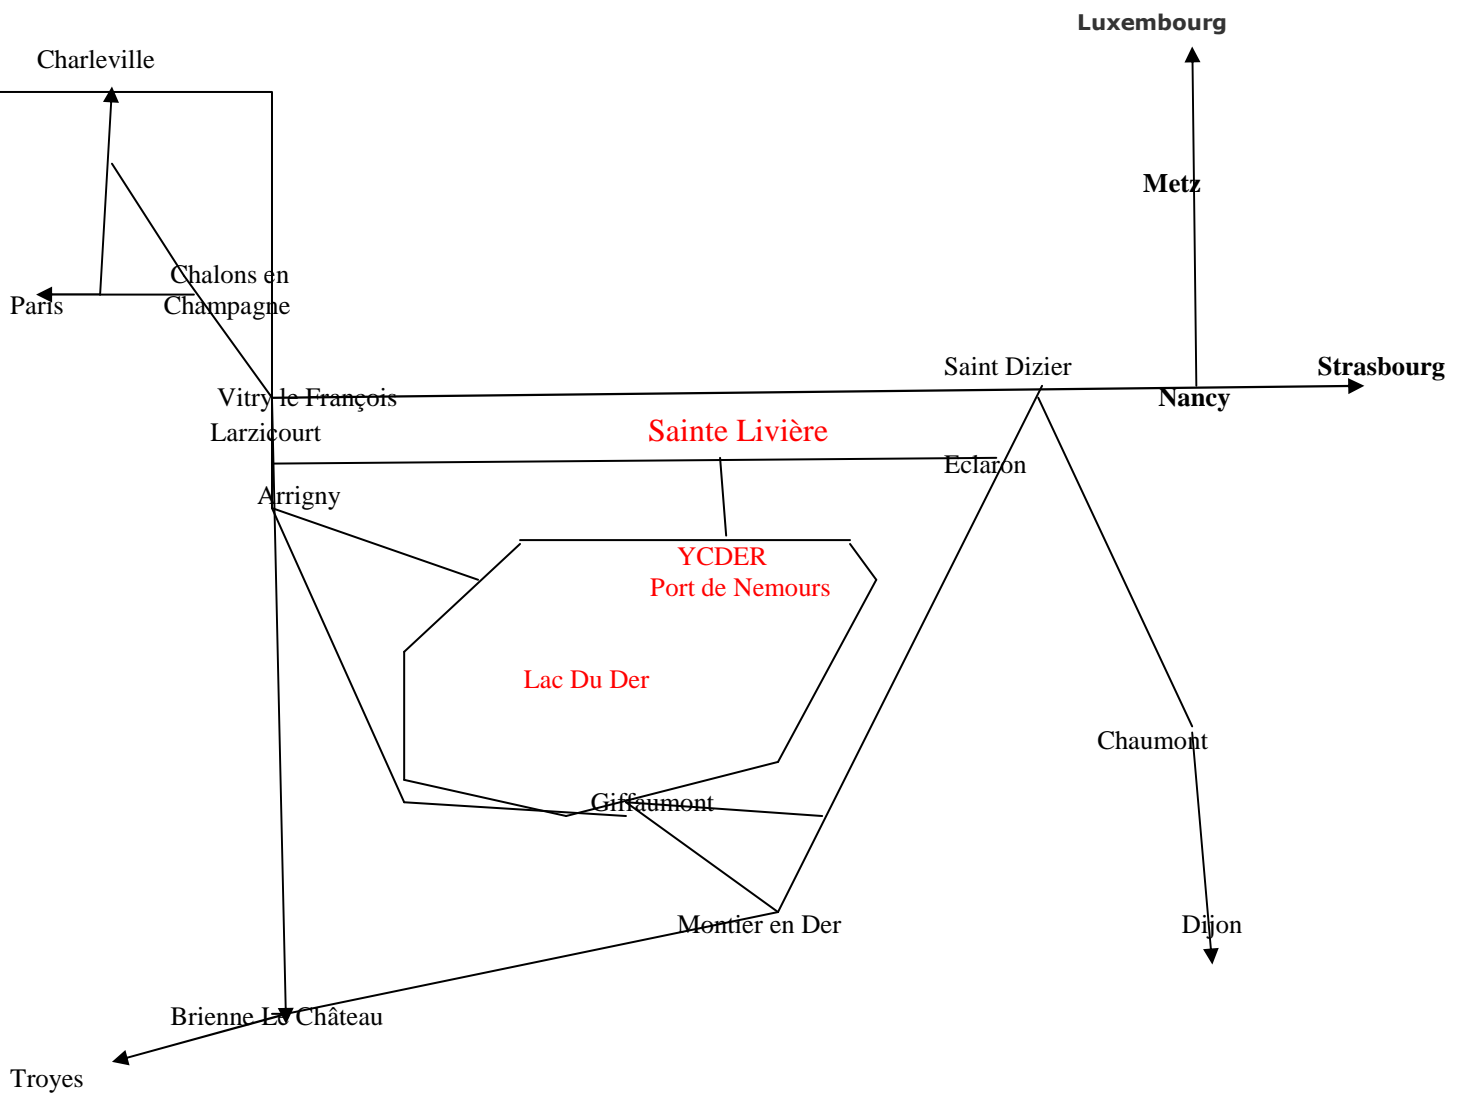 Luxembourg
Charleville
Metz
Chalons en
Champagne
Paris
Saint Dizier
Strasbourg
Vitry le François
Nancy
Larzicourt
Sainte Livière
Eclaron
Arrigny
YCDER
Port de Nemours
Lac Du Der
Chaumont
Giffaumont
Montier en Der
Dijon
Brienne Le Château
Troyes